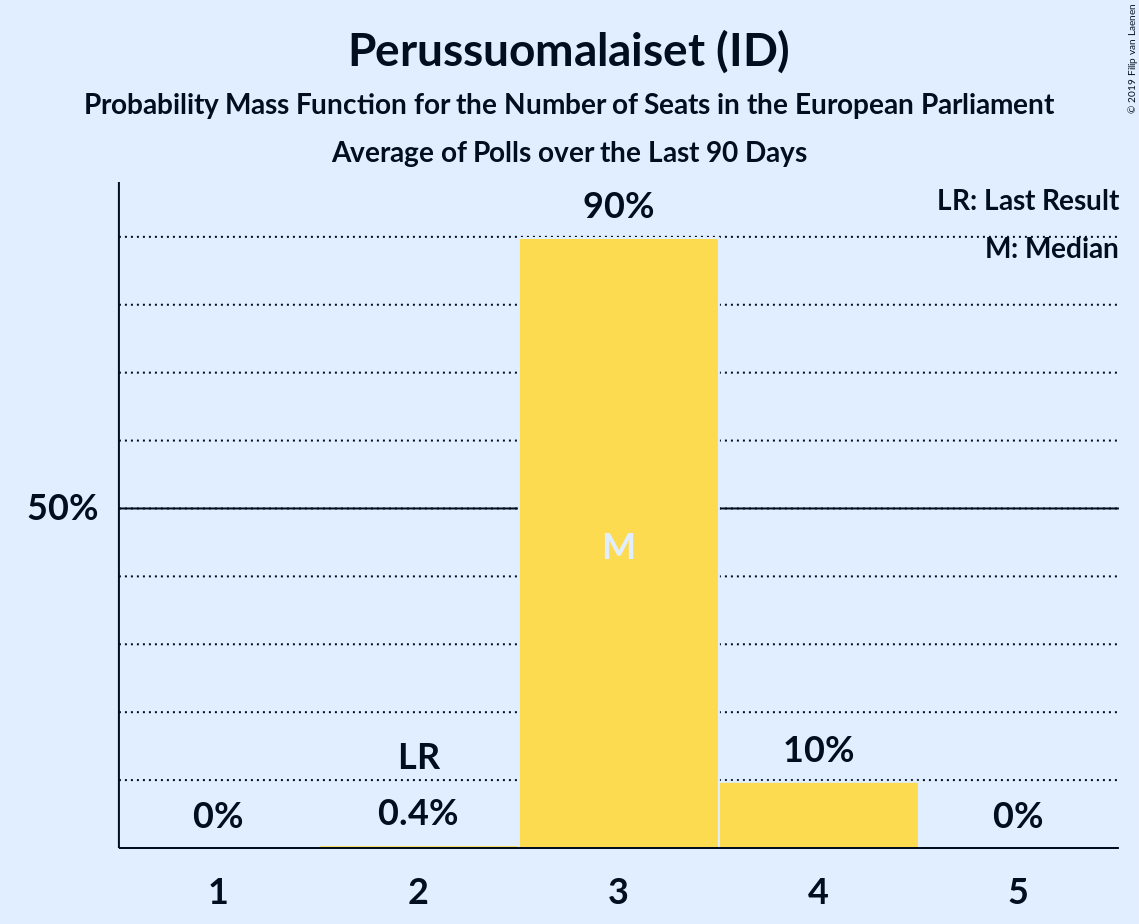 Perussuomalaiset (ID)
Probability Mass Function for the Number of Seats in the European Parliament
Average of Polls over the Last 90 Days
© 2019 Filip van Laenen
LR: Last Result
M: Median
90%
50%
M
LR
10%
0%
0.4%
0%
1
2
3
4
5